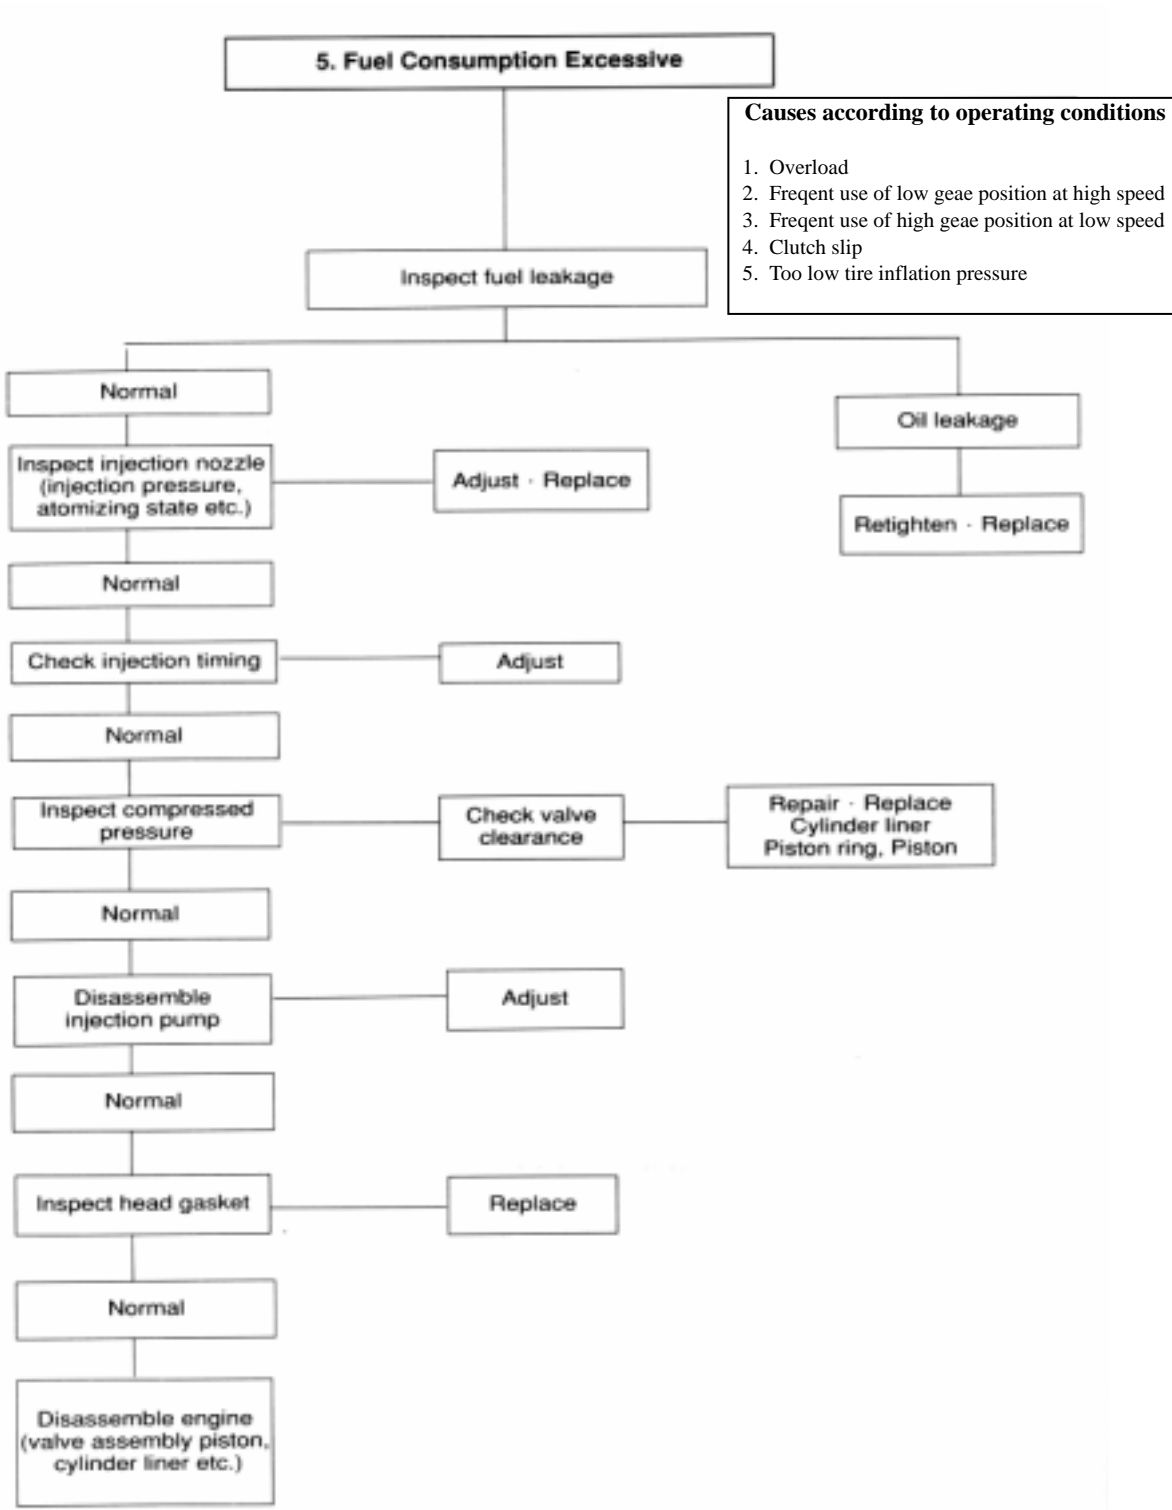 5. Fuel Consumption Excessive
Causes according to operating conditions
1. Overload
2. Freqent use of low geae position at high speed
3. Freqent use of high geae position at low speed
4. Clutch slip
5. Too low tire inflation pressure
Inspect fuel leakage
Normal
Oil leakage
Inspect injection nozzle
(injection pressure,
atomizing state etc.)
Adjust · Replace
Retighten · Replace
Normal
Check injection timing
Adjust
Normal
Inspect compressed
pressure
Check valve
clearance
Repair · Replace
Cylinder liner
Piston ring, Piston
Normal
Disassemble
injection pump
Adjust
Normal
Inspect head gasket
Replace
Normal
Disassemble engine
(valve assembly piston,
cylinder liner etc.)